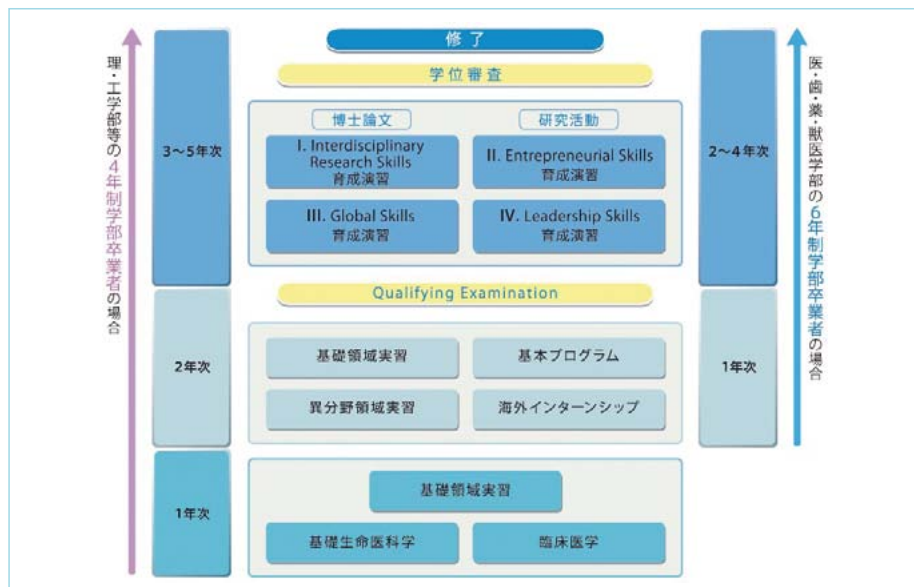 修了
学位審査
博士論文
研究活動
I. Interdisciplinary
Research Skills
育成演習
II. Entrepreneurial Skills
育成演習
III. Global Skills
育成演習
IV. Leadership Skills
育成演習
Qualifying Examination
基礎領域実習
基本プログラム
異分野領域実習
海外インターンシップ
基礎領域実習
基礎生命医科学
臨床医学
理・工学部等の4年制学部卒業者の場合
3~5年次
2年次
1年次
2~4年次
1年次
医・歯・薬・獣医学部の6年制学部卒業者の場合